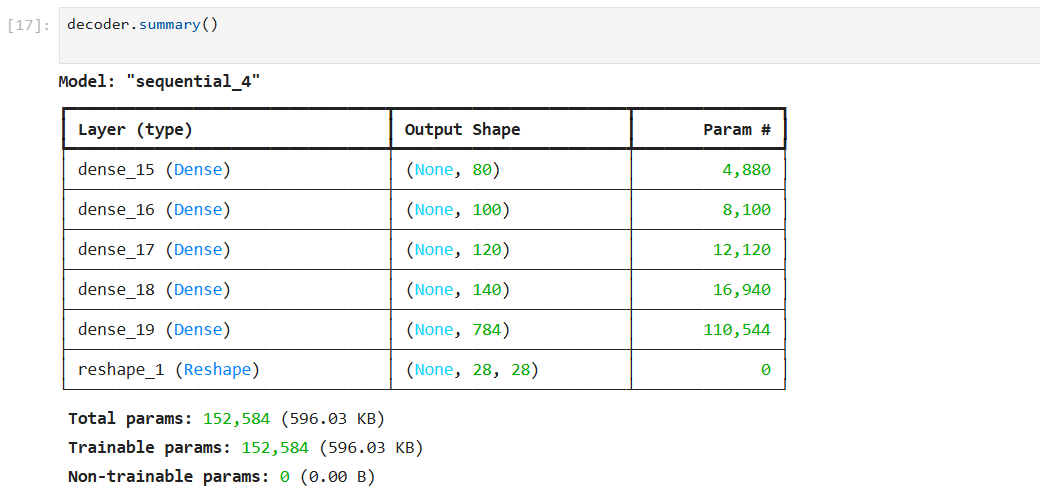 [17]: decoder.summary()
Model: "sequential_4"
Layer (type) Output Shape Param #
dense_15 (Dense) (None, 80) 4,880
dense_16 (Dense) (None, 100) 8,100
dense_17 (Dense) (None, 120) 12,120
dense_18 (Dense) (None, 140) 16,940
dense_19 (Dense) (None, 784) 110,544
reshape_1 (Reshape) (None, 28, 28) 0
Total params: 152,584 (596.03 KB)
Trainable params: 152,584 (596.03 KB)
Non-trainable params: 0 (0.00 B)